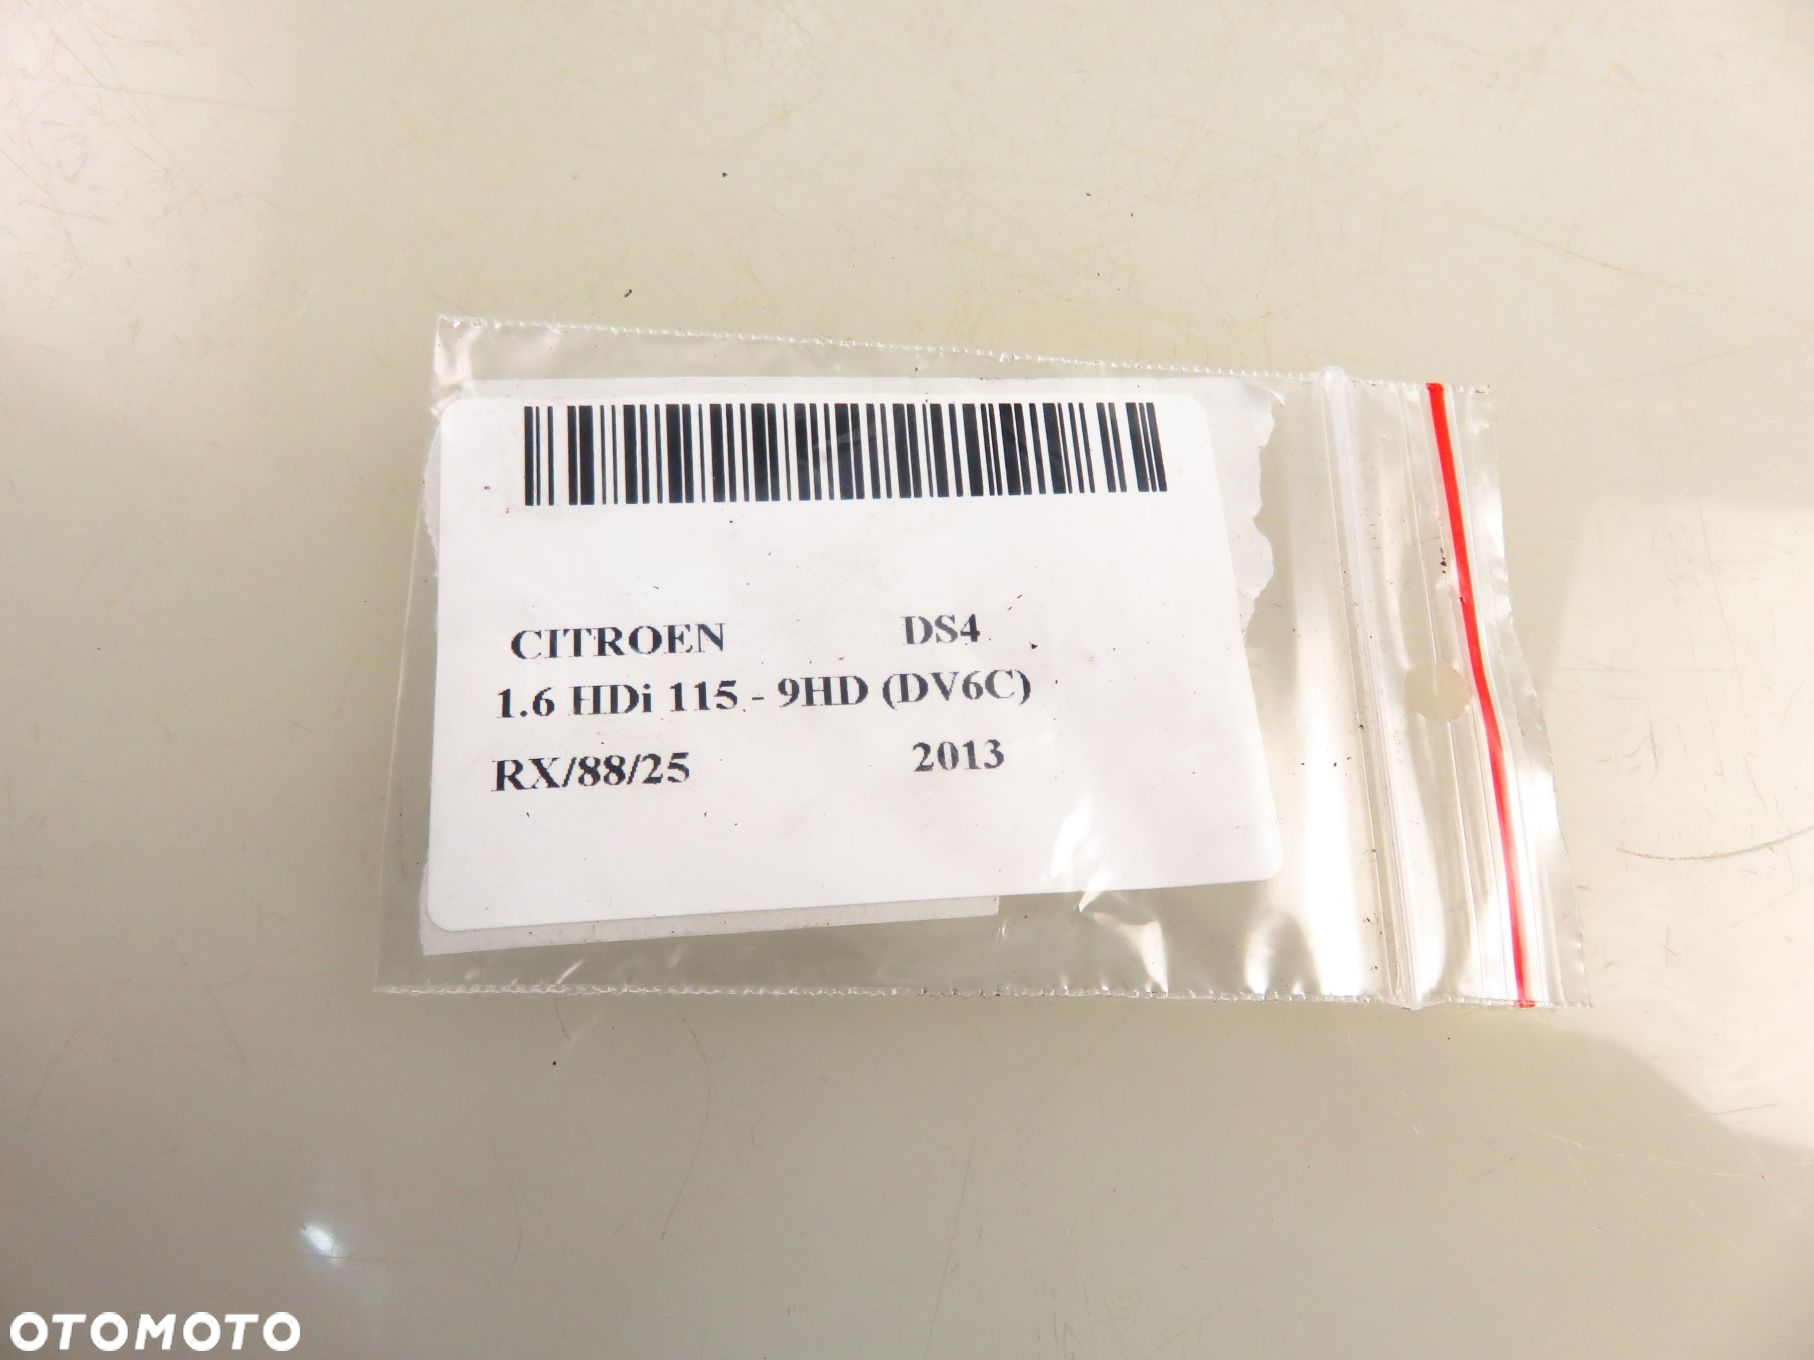 CITROEN DS4
1.6 HDi 115 - 9HD (DV6C)
RX/88/25 2013
OTOMOTO